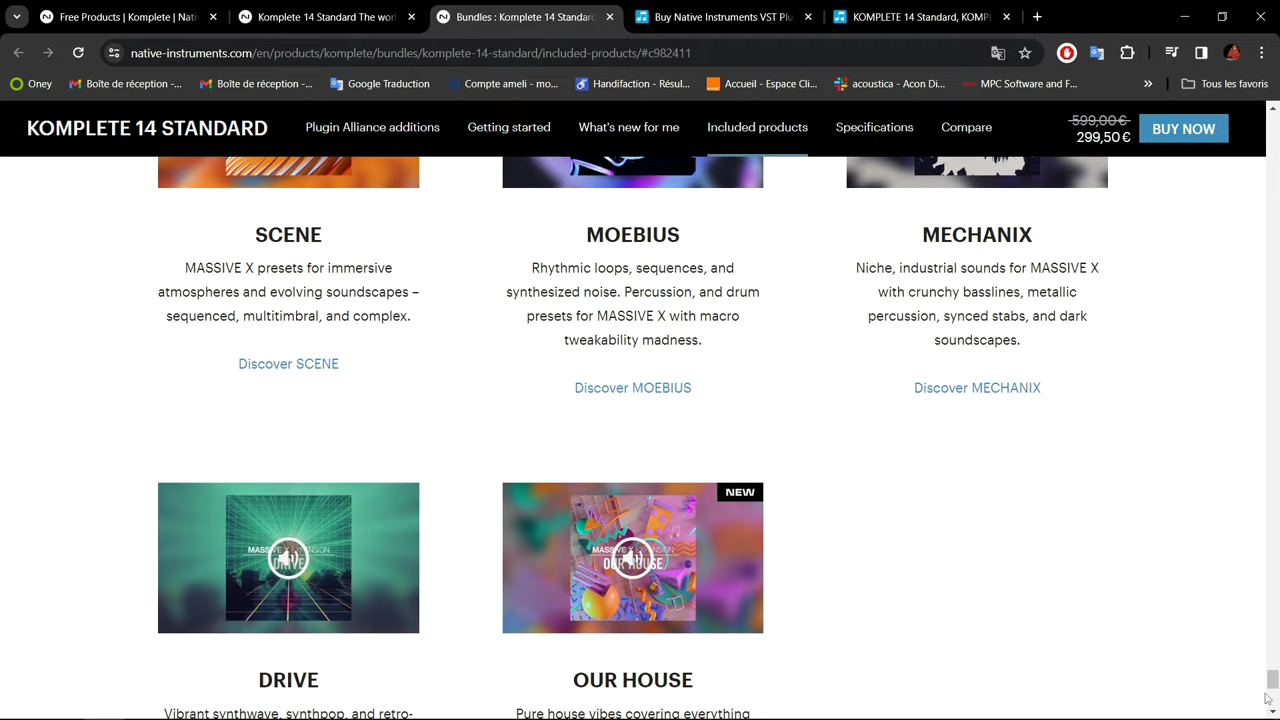 Free Products | Komplete | Nati
Komplete 14 Standard The worl
Bundles : Komplete 14 Standard
Buy Native Instruments VST Plu
KOMPLETE 14 Standard, KOMPL
native-instruments.com/en/products/komplete/bundles/komplete-14-standard/included-products/#c982411
Oney
Boîte de réception -...
Boîte de réception -...
Google Traduction
Compte ameli - mo...
Handifaction - Résul...
Accueil - Espace Cli...
acoustica - Acon Di...
MPC Software and F...
»
Tous les favoris
KOMPLETE 14 STANDARD
Plugin Alliance additions
Getting started
What's new for me
Included products
Specifications
Compare
599,00 €
299,50 €
BUY NOW
SCENE
MASSIVE X presets for immersive
atmospheres and evolving soundscapes –
sequenced, multitimbral, and complex.
Discover SCENE
MOEBIUS
Rhythmic loops, sequences, and
synthesized noise. Percussion, and drum
presets for MASSIVE X with macro
tweakability madness.
Discover MOEBIUS
MECHANIX
Niche, industrial sounds for MASSIVE X
with crunchy basslines, metallic
percussion, synced stabs, and dark
soundscapes.
Discover MECHANIX
MASSIVE X EXPANSION
DRIVE
NEW
MASSIVE X EXPANSION
OUR HOUSE
DRIVE
Vibrant synthwave, synthpop, and retro-
OUR HOUSE
Pure house vibes covering everything